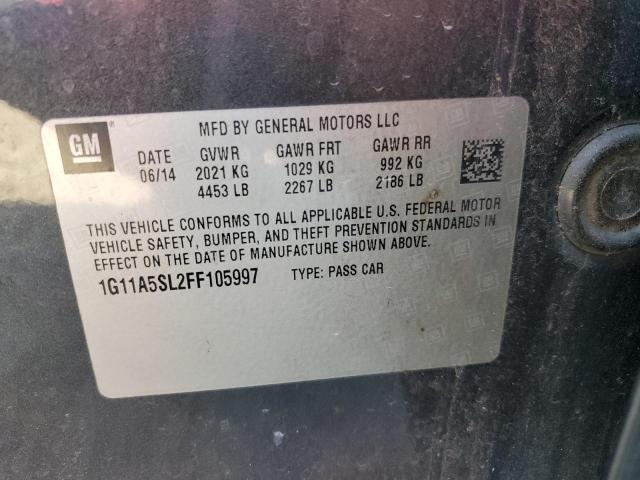 GM
MFD BY GENERAL MOTORS LLC
DATE GVWR GAWR FRT GAWR RR
06/14 2021 KG 1029 KG 992 KG
4453 LB 2267 LB 2186 LB
THIS VEHICLE CONFORMS TO ALL APPLICABLE U.S. FEDERAL MOTOR
VEHICLE SAFETY, BUMPER, AND THEFT PREVENTION STANDARDS IN
EFFECT ON THE DATE OF MANUFACTURE SHOWN ABOVE.
1G11A5SL2FF105997 TYPE: PASS CAR